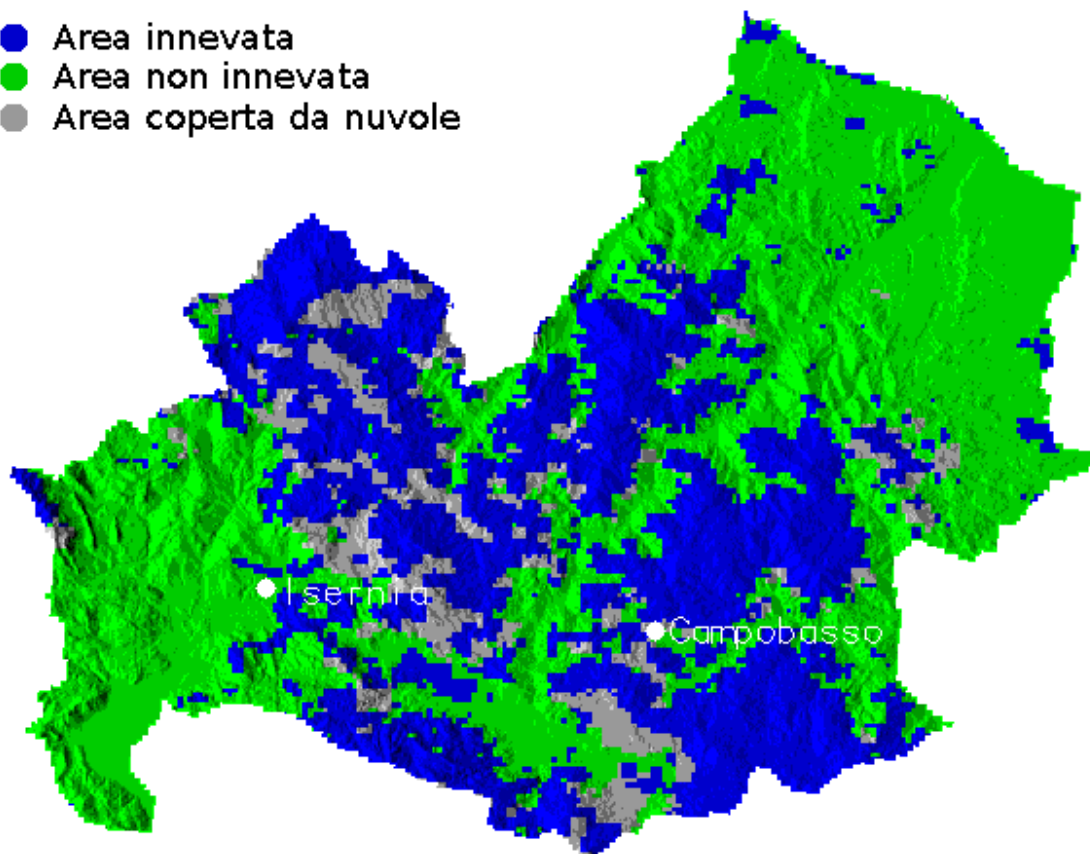 Area innevata
Area non innevata
Area coperta da nuvole
Isernia
Campobasso